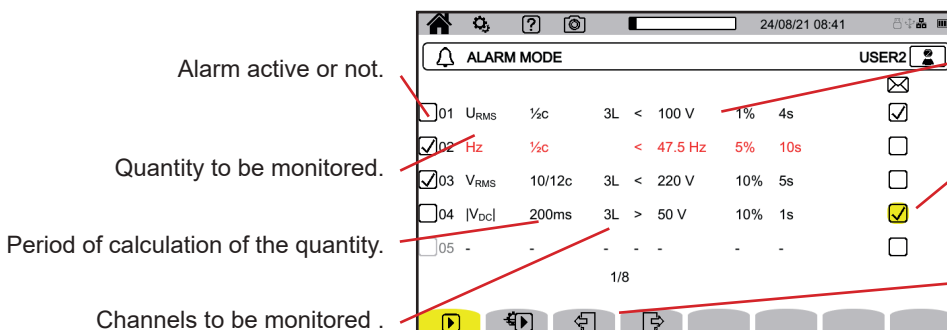 24/08/21 08:41
ALARM MODE USER2
Alarm active or not.
01 URMS ½c 3L < 100 V 1% 4s
02 Hz ½c < 47.5 Hz 5% 10s
Quantity to be monitored.
03 VRMS 10/12c 3L < 220 V 10% 5s
04 |VDC| 200ms 3L > 50 V 10% 1s
Period of calculation of the quantity.
05 - - - - - - -
1/8
Channels to be monitored .